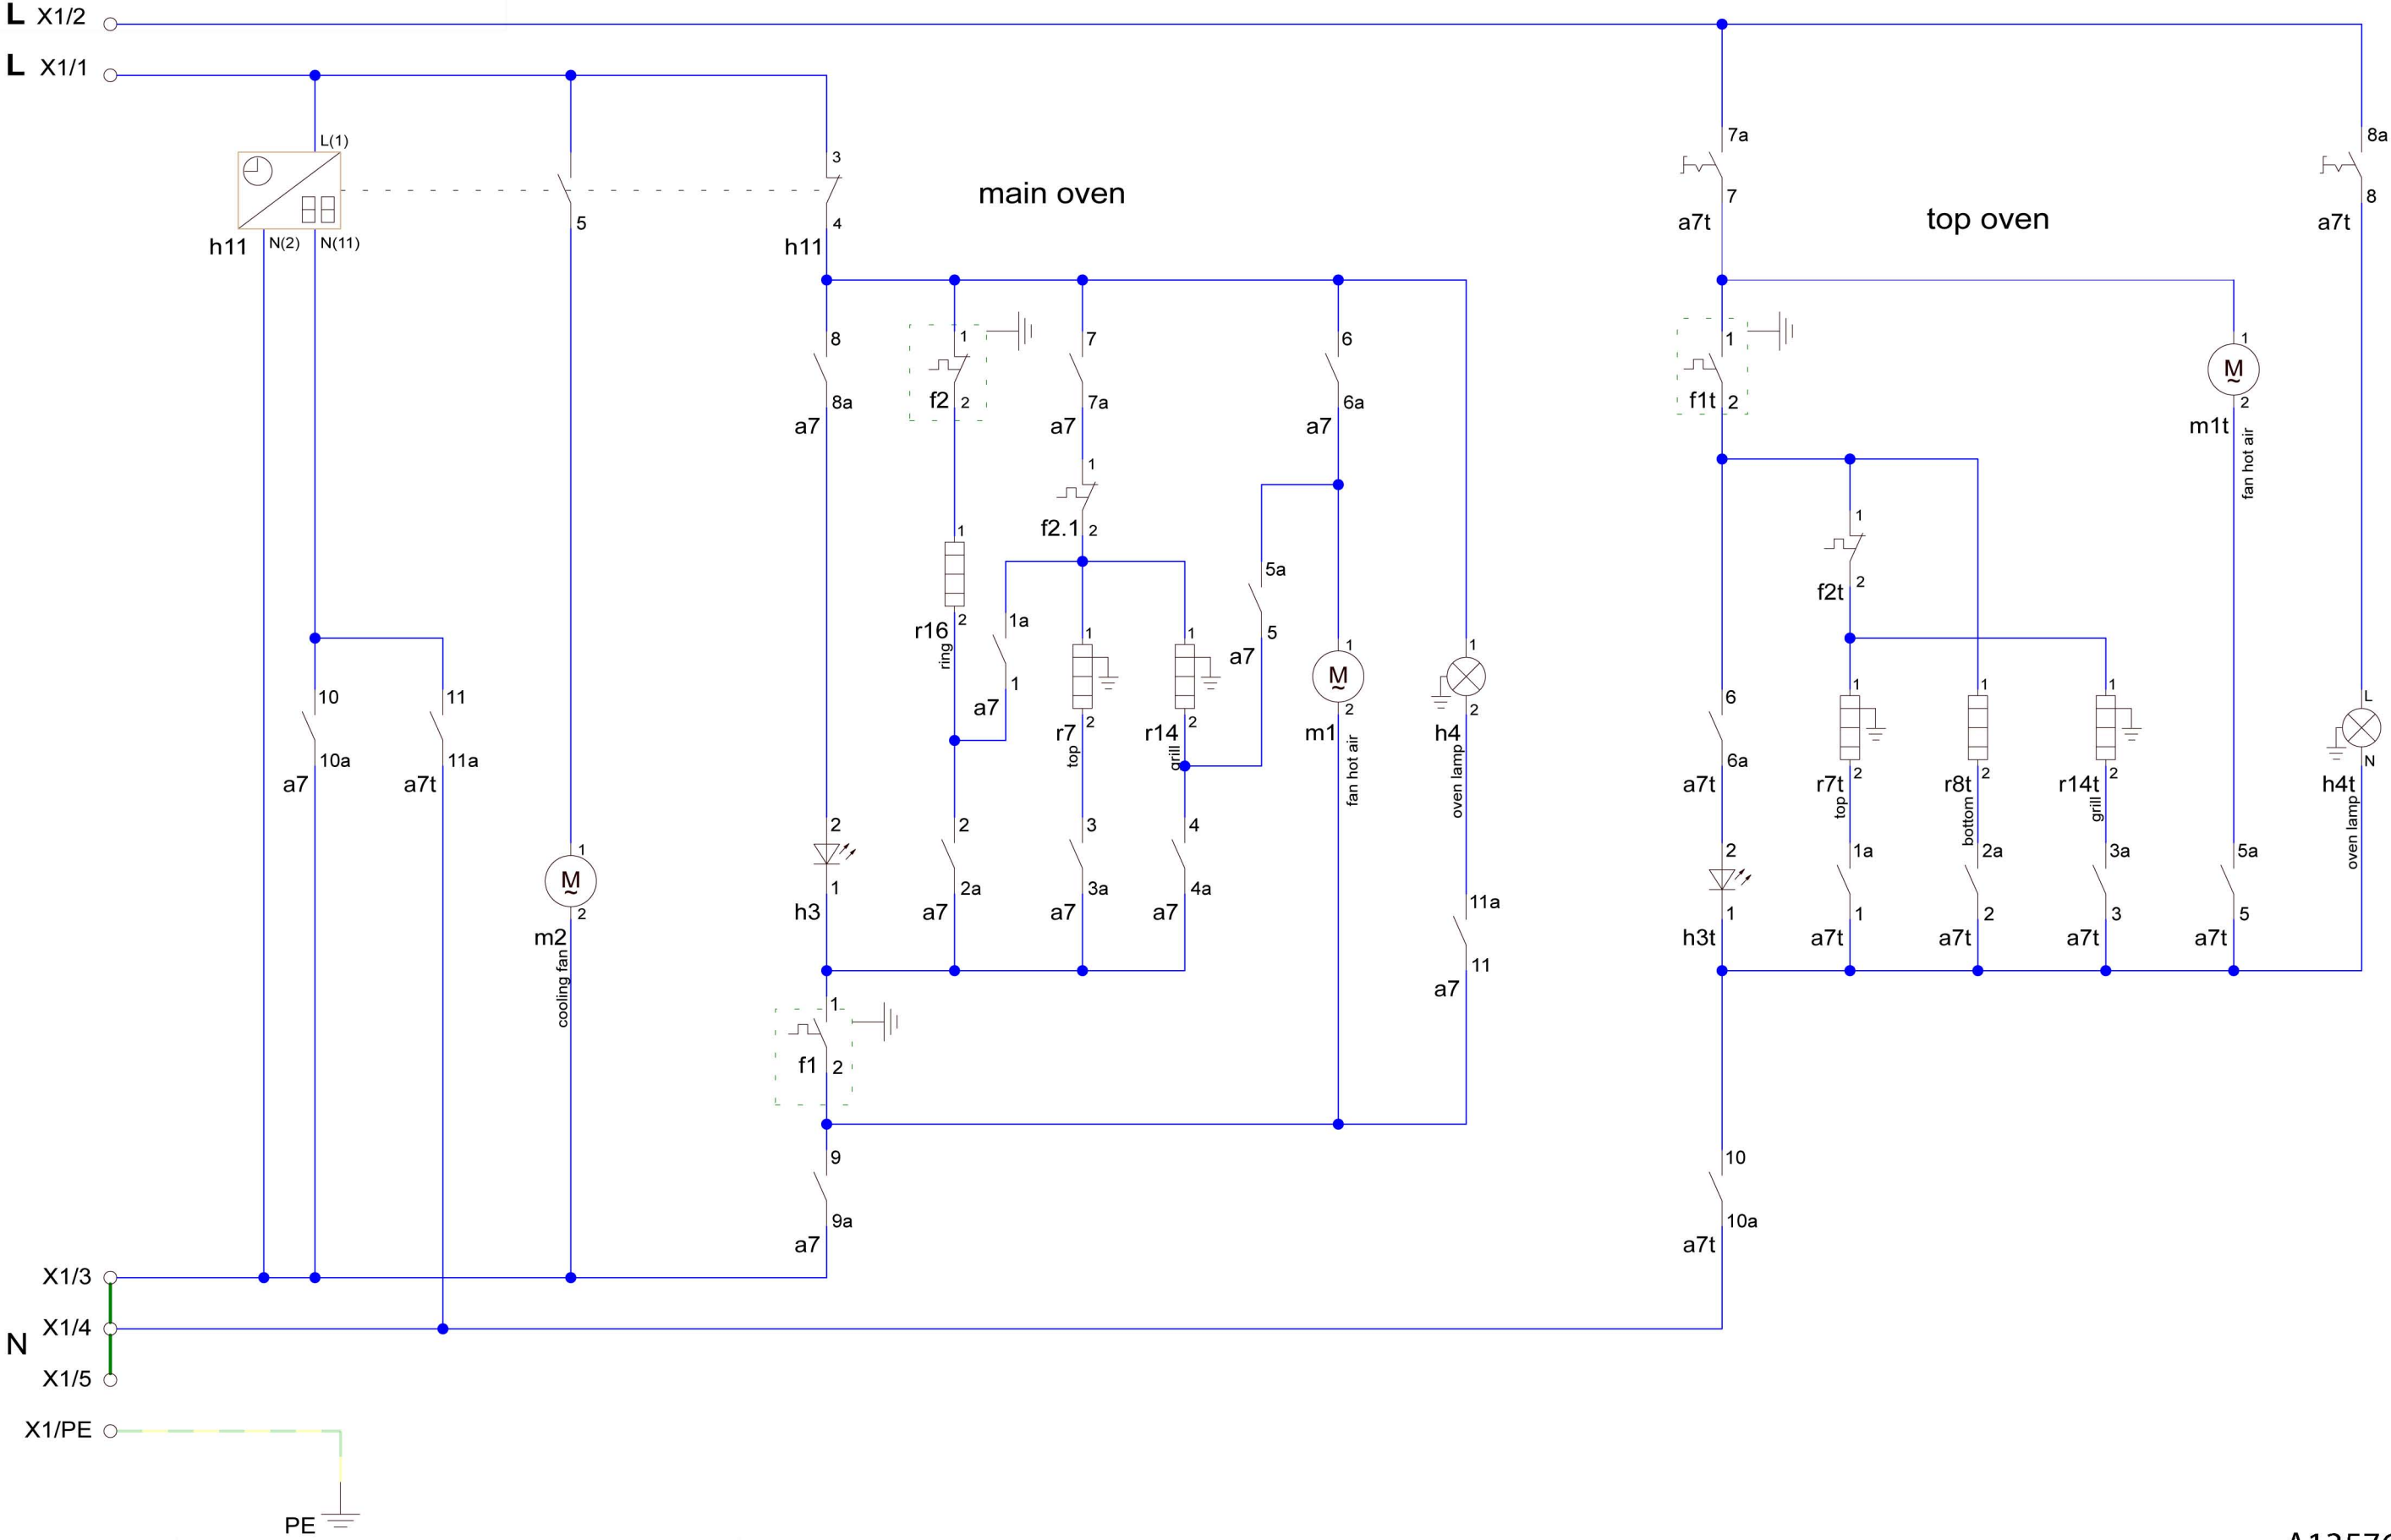 L X1/2
L X1/1
L(1)
h11
N(2)
N(11)
5
3
4
h11
main oven
7a
7
a7t
top oven
8a
8
a7t
8
8a
a7
1
f2
2
7
7a
a7
6
6a
a7
1
f1t
2
1
M
~
2
m1t
fan hot air
1
f2.1
2
1
r16
2
ring
1a
1
a7
1
r7
2
top
1
r14
2
grill
5a
5
a7
1
M
~
2
m1
fan hot air
1
2
h4
oven lamp
1
f2t
2
10
10a
a7
11
11a
a7t
6
6a
a7t
1
r7t
2
top
1
r8t
2
bottom
1
r14t
2
grill
L
N
h4t
oven lamp
1
M
~
2
m2
cooling fan
2
1
h3
2
2a
a7
3
3a
a7
4
4a
a7
11a
11
a7
2
1
h3t
1a
1
a7t
2a
2
a7t
3a
3
a7t
5a
5
a7t
1
f1
2
9
9a
a7
10
10a
a7t
X1/3
N X1/4
X1/5
X1/PE
PE